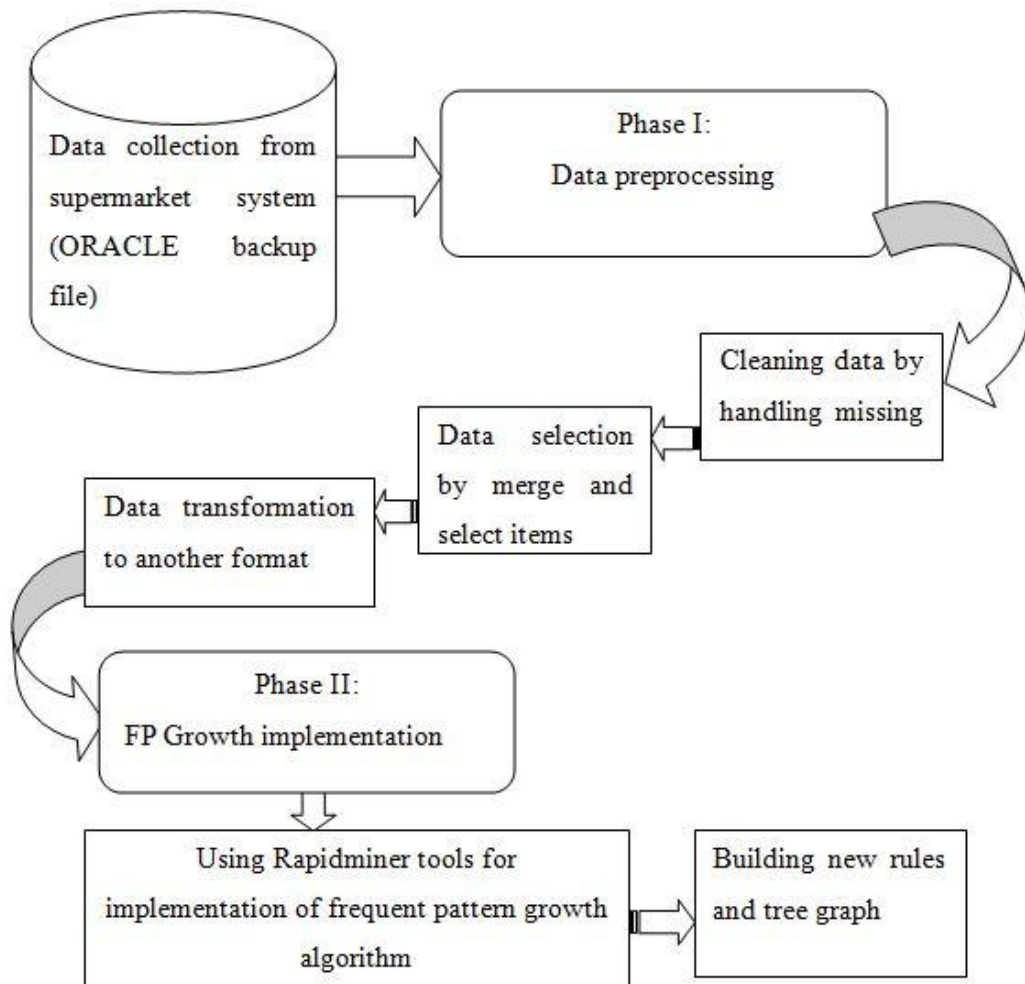 Data collection from
supermarket system
(ORACLE backup
file)
Phase I:
Data preprocessing
Cleaning data by
handling missing
Data selection
by merge and
select items
Data transformation
to another format
Phase II:
FP Growth implementation
Using Rapidminer tools for
implementation of frequent pattern growth
algorithm
Building new rules
and tree graph